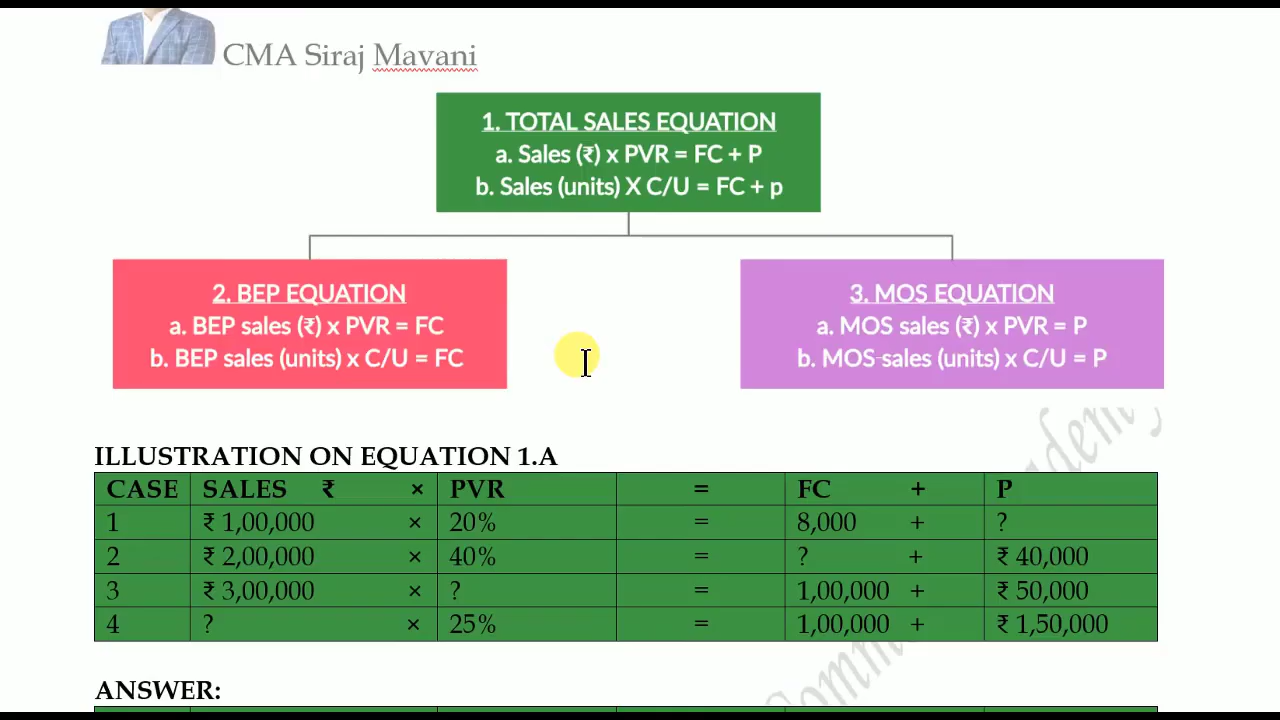 CMA Siraj Mavani
1. TOTAL SALES EQUATION
a. Sales (₹) x PVR = FC + P
b. Sales (units) X C/U = FC + p
2. BEP EQUATION
a. BEP sales (₹) x PVR = FC
b. BEP sales (units) x C/U = FC
3. MOS EQUATION
a. MOS sales (₹) x PVR = P
b. MOS sales (units) x C/U = P
ILLUSTRATION ON EQUATION 1.A
CASE SALES ₹ × PVR = FC + P
1 ₹ 1,00,000 × 20% = 8,000 + ?
2 ₹ 2,00,000 × 40% = ? + ₹ 40,000
3 ₹ 3,00,000 × ? = 1,00,000 + ₹ 50,000
4 ? × 25% = 1,00,000 + ₹ 1,50,000
ANSWER: